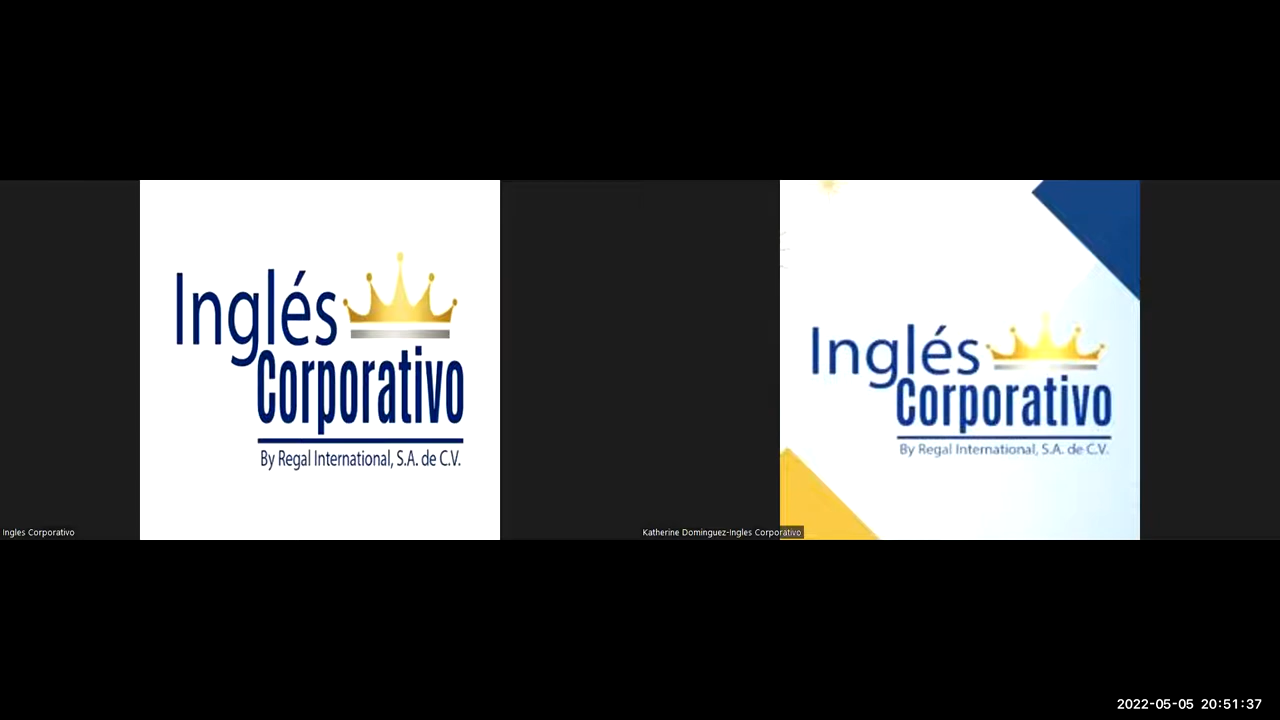 Inglés
Corporativo
By Regal International, S.A. de C.V.
Ingles Corporativo
Inglés
Corporativo
By Regal International, S.A. de C.V.
Katherine Dominguez-Ingles Corporativo
2022-05-05 20:51:37